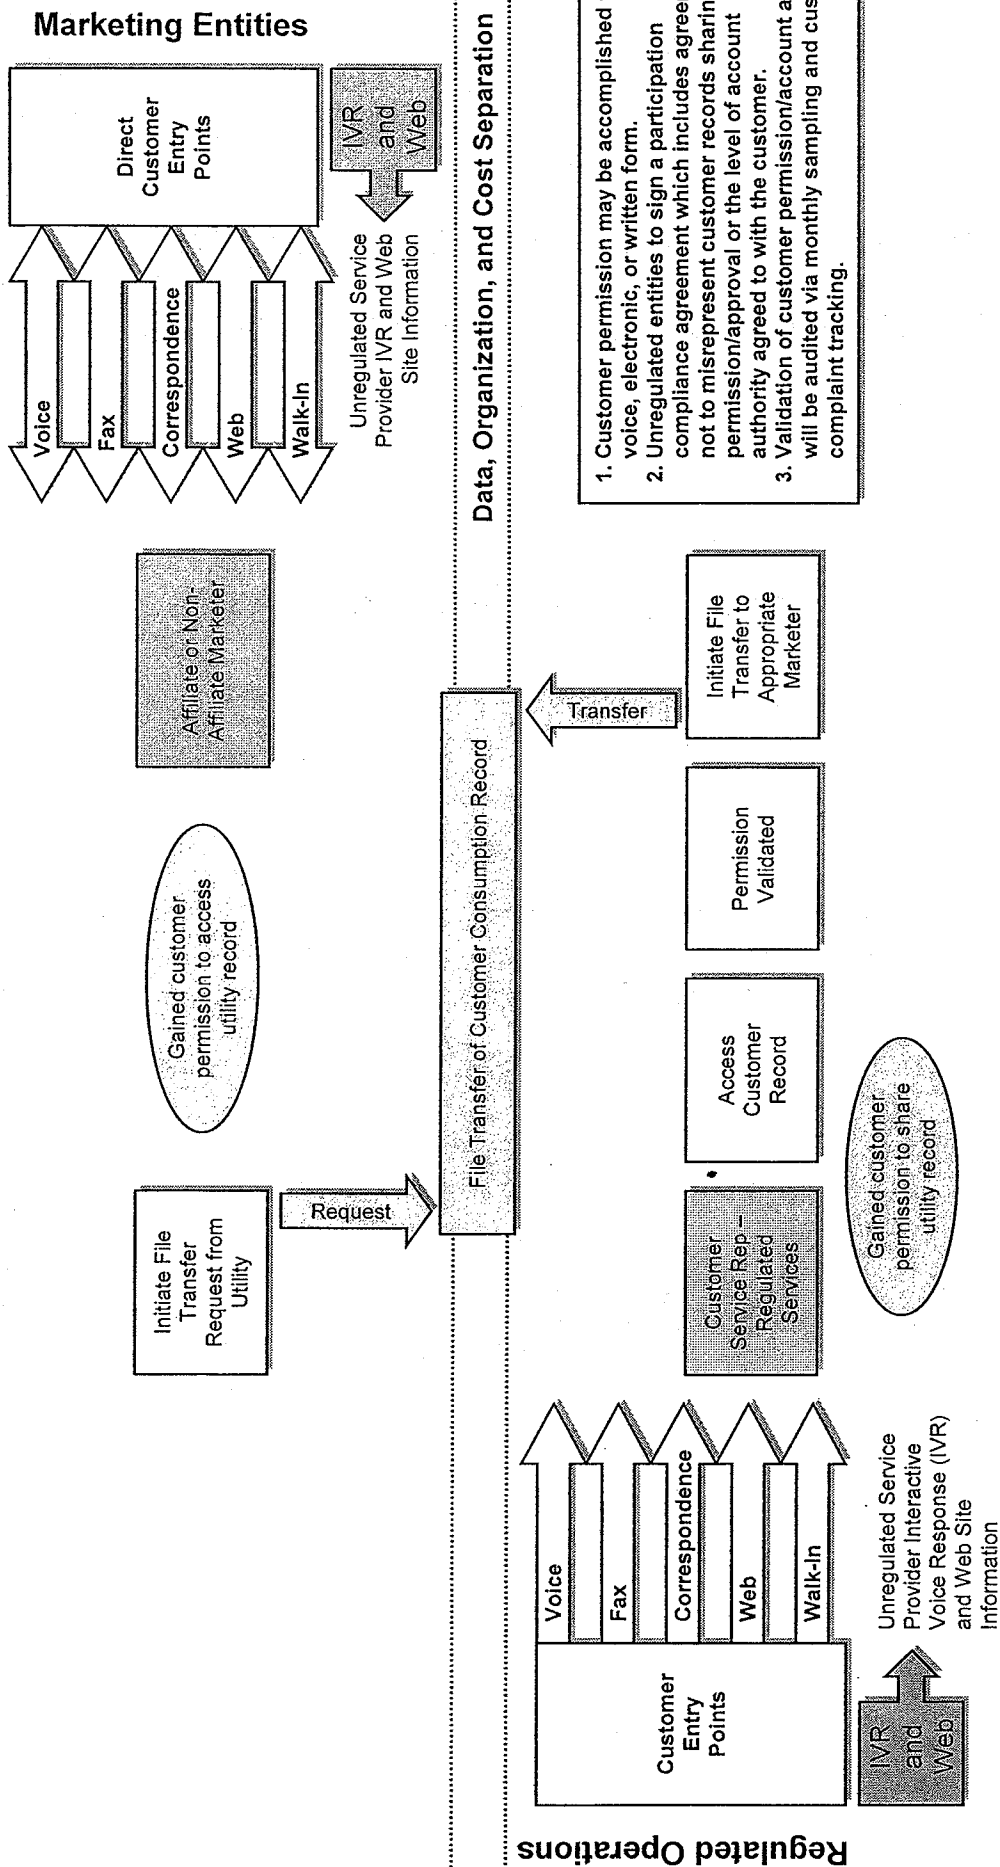 Marketing Entities
Direct
Customer
Entry
Points
IVR
and
Web
Voice
Fax
Correspondence
Web
Walk-In
Unregulated Service
Provider IVR and Web
Site Information
Affiliate or Non-
Affiliate Marketer
Gained customer
permission to access
utility record
Initiate File
Transfer
Request from
Utility
Request
Data, Organization, and Cost Separation
File Transfer of Customer Consumption Record
Transfer
Regulated Operations
Customer
Entry
Points
Voice
Fax
Correspondence
Web
Walk-In
IVR
and
Web
Unregulated Service
Provider Interactive
Voice Response (IVR)
and Web Site
Information
Customer
Service Rep –
Regulated
Services
Gained customer
permission to share
utility record
Access
Customer
Record
Permission
Validated
Initiate File
Transfer to
Appropriate
Marketer
1. Customer permission may be accomplished
voice, electronic, or written form.
2. Unregulated entities to sign a participation
compliance agreement which includes agree
not to misrepresent customer records sharin
permission/approval or the level of account
authority agreed to with the customer.
3. Validation of customer permission/account a
will be audited via monthly sampling and cus
complaint tracking.